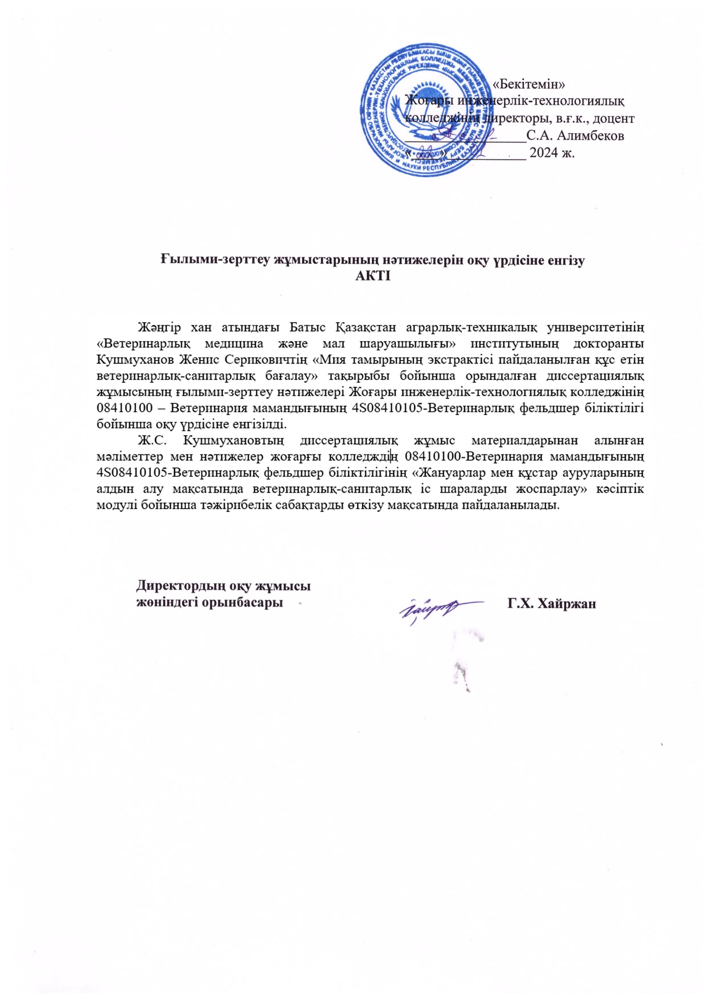 «Бекітемін»
Жоғары инженерлік-технологиялық
колледжінің директоры, в.ғ.к., доцент
С.А. Алимбеков
« » 2024 ж.
Ғылыми-зерттеу жұмыстарының нәтижелерін оқу үрдісіне енгізу
АКТІ
Жәңгір хан атындағы Батыс Қазақстан аграрлық-техникалық университетінің
«Ветеринарлық медицина және мал шаруашылығы» институтының докторанты
Кушмуханов Женис Сериковичтің «Мия тамырының экстрактісі пайдаланылған құс етін
ветеринарлық-санитарлық бағалау» тақырыбы бойынша орындалған диссертациялық
жұмысының ғылыми-зерттеу нәтижелері Жоғары инженерлік-технологиялық колледжінің
08410100 – Ветеринария мамандығының 4S08410105-Ветеринарлық фельдшер біліктілігі
бойынша оқу үрдісіне енгізілді.
Ж.С. Кушмухановтың диссертациялық жұмыс материалдарынан алынған
мәліметтер мен нәтижелер жоғарғы колледждің 08410100-Ветеринария мамандығының
4S08410105-Ветеринарлық фельдшер біліктілігінің «Жануарлар мен құстар ауруларының
алдын алу мақсатында ветеринарлық-санитарлық іс шараларды жоспарлау» кәсіптік
модулі бойынша тәжірибелік сабақтарды өткізу мақсатында пайдаланылады.
Директордың оқу жұмысы
жөніндегі орынбасары
Г.Х. Хайржан